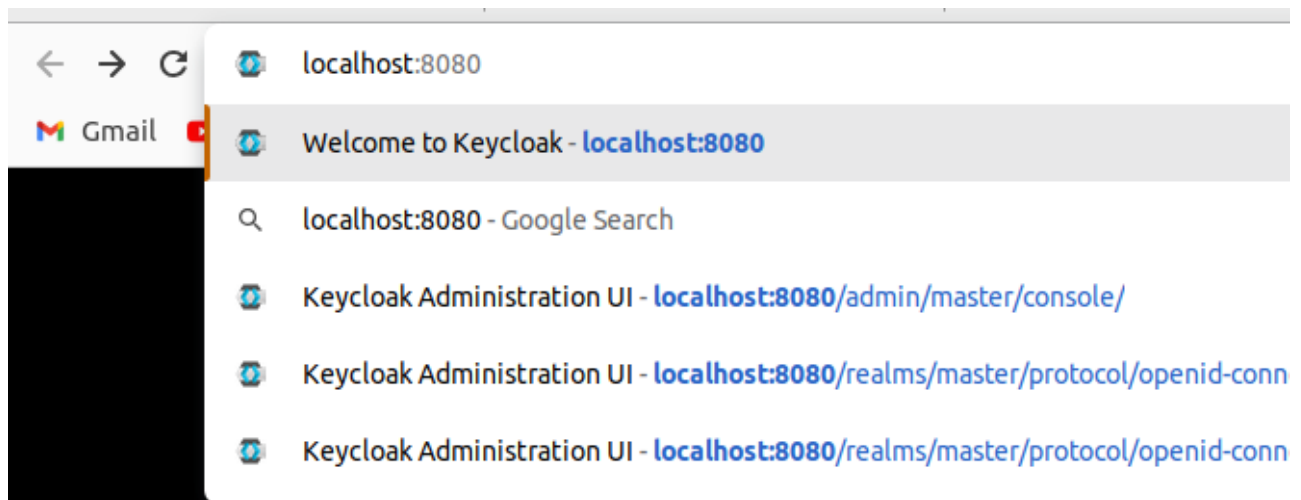 localhost:8080
Gmail
Welcome to Keycloak - localhost:8080
localhost:8080 - Google Search
Keycloak Administration UI - localhost:8080/admin/master/console/
Keycloak Administration UI - localhost:8080/realms/master/protocol/openid-conn
Keycloak Administration UI - localhost:8080/realms/master/protocol/openid-conn